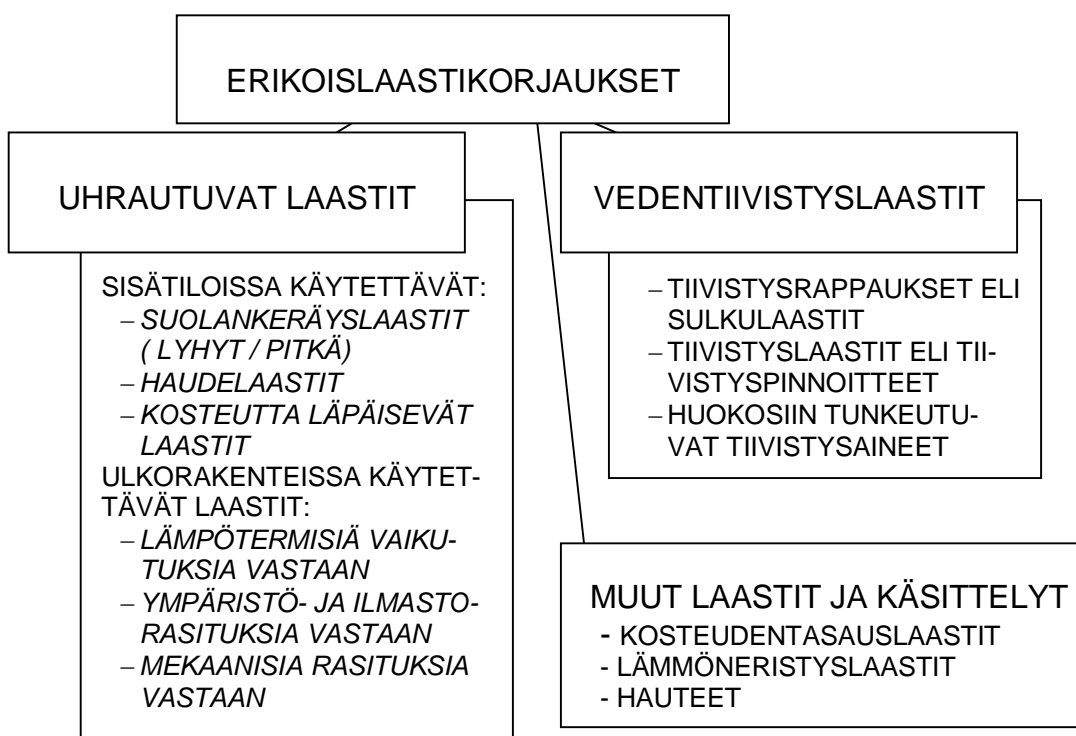 ERIKOISLAASTIKORJAUKSET
UHRAUTUVAT LAASTIT
SISÄTILOISSA KÄYTETTÄVÄT:
– SUOLANKERÄYSLAASTIT
( LYHYT / PITKÄ)
– HAUDELAASTIT
– KOSTEUTTA LÄPÄISEVÄT
LAASTIT
ULKORAKENTEISSA KÄYTET-
TÄVÄT LAASTIT:
– LÄMPÖTERMISIÄ VAIKU-
TUKSIA VASTAAN
– YMPÄRISTÖ- JA ILMASTO-
RASITUKSIA VASTAAN
– MEKAANISIA RASITUKSIA
VASTAAN
VEDENTIIVISTYSLAASTIT
– TIIVISTYSRAPPAUKSET ELI
SULKULAASTIT
– TIIVISTYSLAASTIT ELI TII-
VISTYSPINNOITTEET
– HUOKOSIIN TUNKEUTU-
VAT TIIVISTYSAINEET
MUUT LAASTIT JA KÄSITTELYT
- KOSTEUDENTASAUSLAASTIT
- LÄMMÖNERISTYSLAASTIT
- HAUTEET